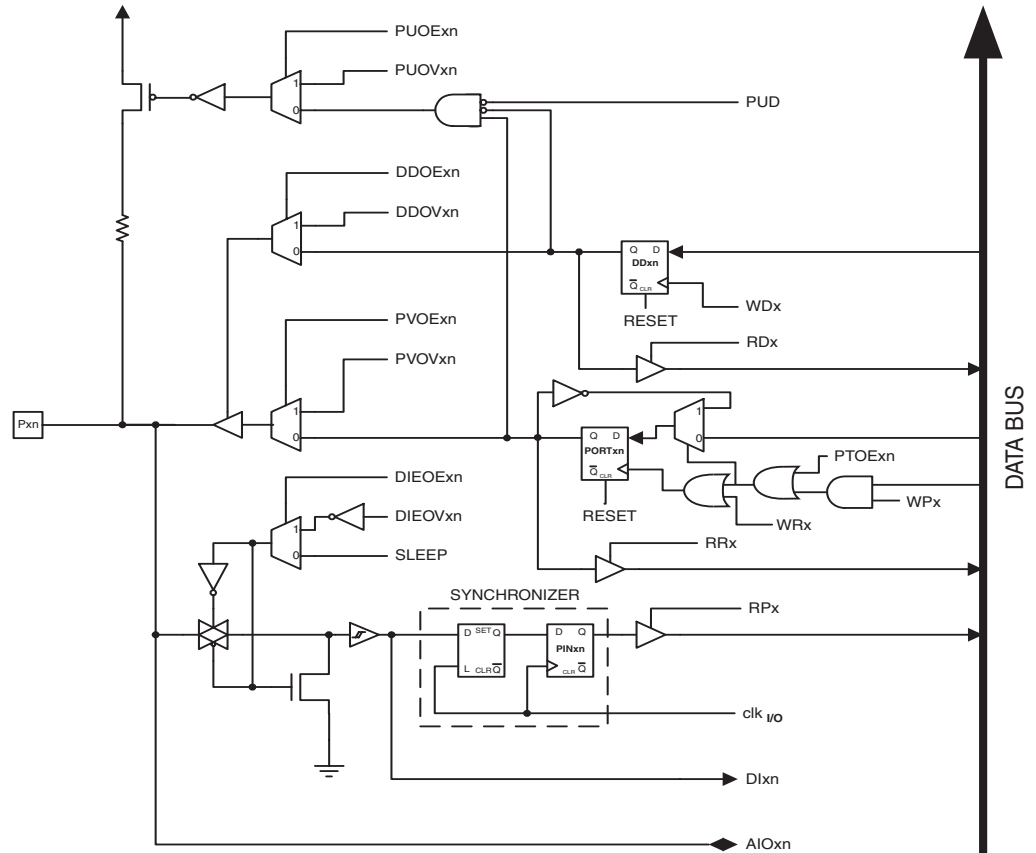 PUOExn
PUOVxn
1
0
PUD
DDOExn
DDOVxn
1
0
Q D
DDxn
Q CLR
WDx
RESET
RDx
PVOExn
PVOVxn
1
0
Pxn
1
0
Q D
PORTxn
Q CLR
RESET
PTOExn
WPx
WRx
RRx
DATA BUS
DIEOExn
DIEOVxn
1
0
SLEEP
SYNCHRONIZER
D SET Q
L CLR Q
D Q
PINxn
CLR Q
RPx
clk I/O
DIxn
AIOxn